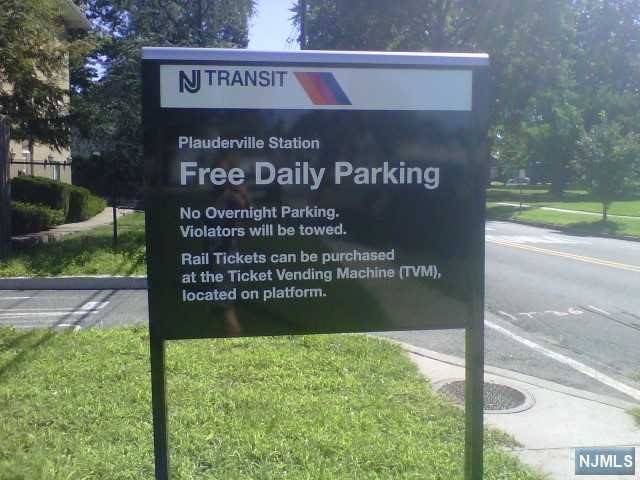 NJ TRANSIT
Plauderville Station
Free Daily Parking
No Overnight Parking.
Violators will be towed.
Rail Tickets can be purchased
at the Ticket Vending Machine (TVM),
located on platform.
NJMLS